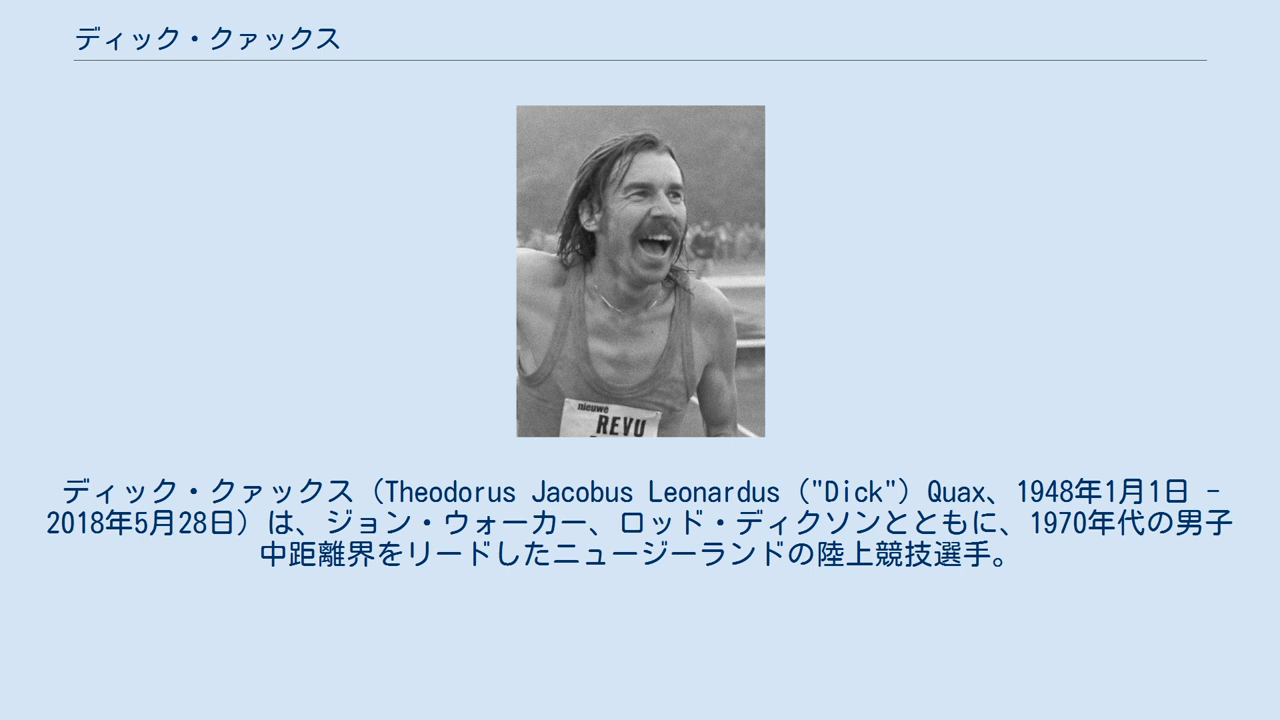 ディック・クァックス
nieuwe
REVU
ディック・クァックス（Theodorus Jacobus Leonardus（"Dick"）Quax、1948年1月1日 -
2018年5月28日）は、ジョン・ウォーカー、ロッド・ディクソンとともに、1970年代の男子
中距離界をリードしたニュージーランドの陸上競技選手。